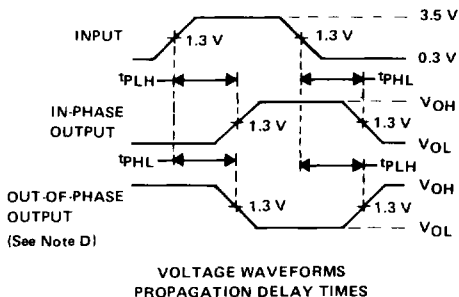 3.5 V
INPUT
1.3 V
1.3 V
0.3 V
tPLH
tPHL
IN-PHASE
OUTPUT
VOH
1.3 V
1.3 V
VOL
tPHL
tPLH
OUT-OF-PHASE
OUTPUT
(See Note D)
VOH
1.3 V
1.3 V
VOL
VOLTAGE WAVEFORMS
PROPAGATION DELAY TIMES